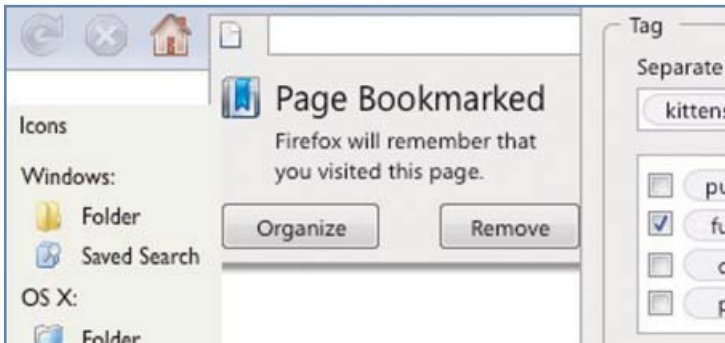 Page Bookmarked
Firefox will remember that
you visited this page.
Organize
Remove
Icons
Windows:
Folder
Saved Search
OS X:
Folder
Tag
Separate
kittens